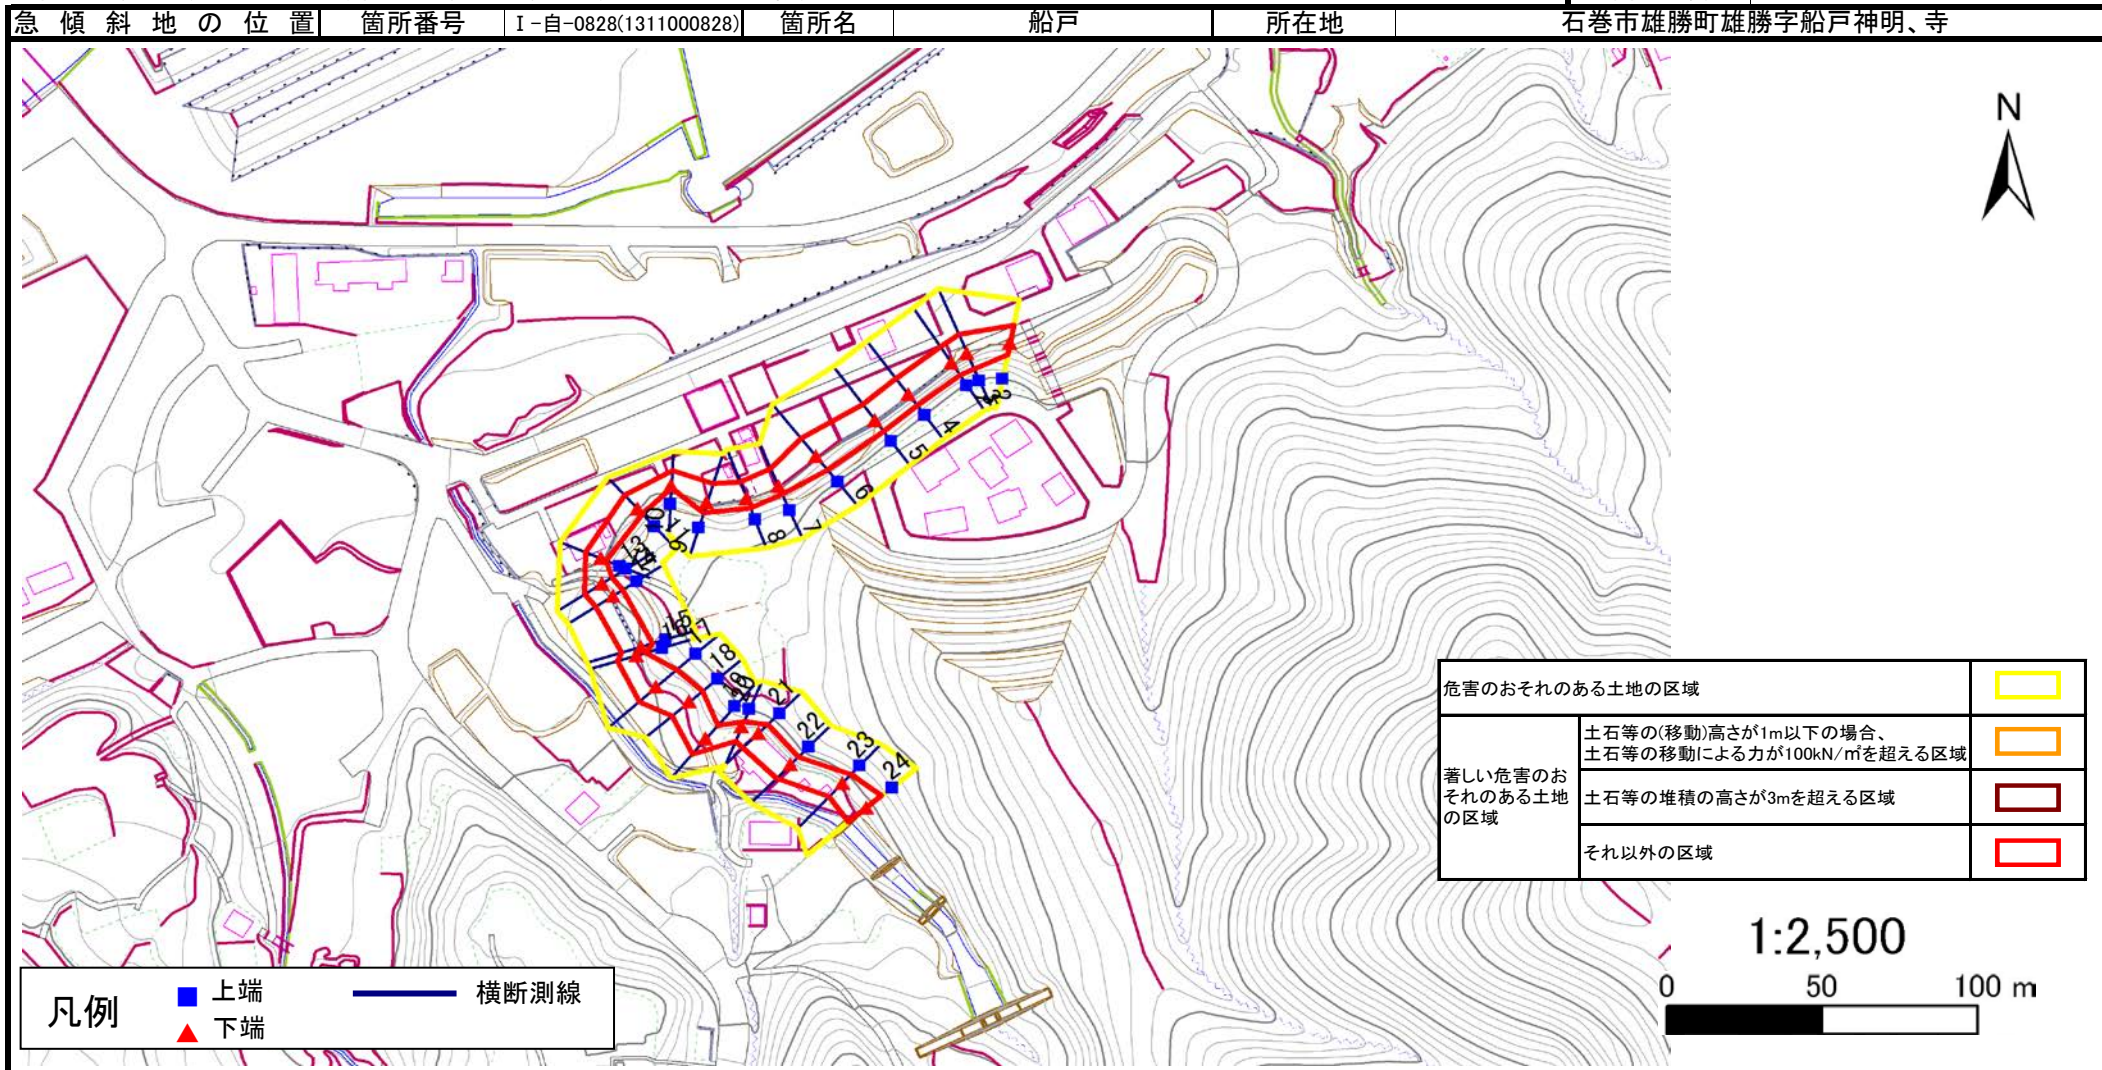 急傾斜地の位置 箇所番号 Ⅰ-自-0828(1311000828) 箇所名 船戸 所在地 石巻市雄勝町雄勝字船戸神明、寺
N
4
5
6
7
8
9
10
11
13
15
17
18
21
22
23
24
危害のおそれのある土地の区域
著しい危害のお
それのある土地
の区域
土石等の(移動)高さが1m以下の場合、
土石等の移動による力が100kN/㎡を超える区域
土石等の堆積の高さが3mを超える区域
それ以外の区域
1:2,500
0 50 100 m
凡例
上端
下端
横断測線